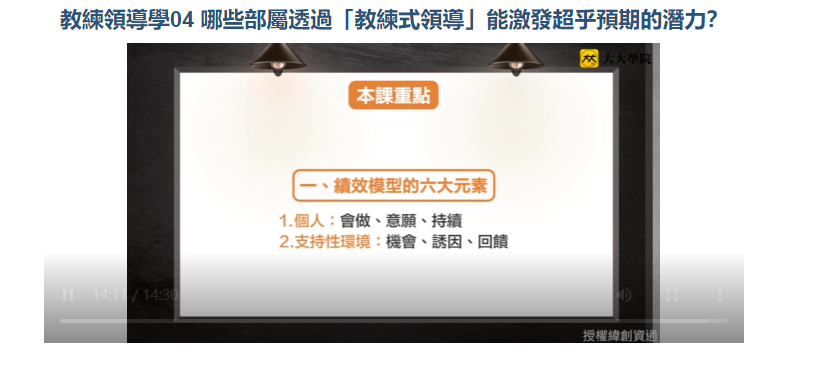 教練領導學04 哪些部屬透過「教練式領導」能激發超乎預期的潛力?
大大學院
本課重點
一、績效模型的六大元素
1.個人：會做、意願、持續
2.支持性環境：機會、誘因、回饋
14:11 / 14:30
授權緯創資通